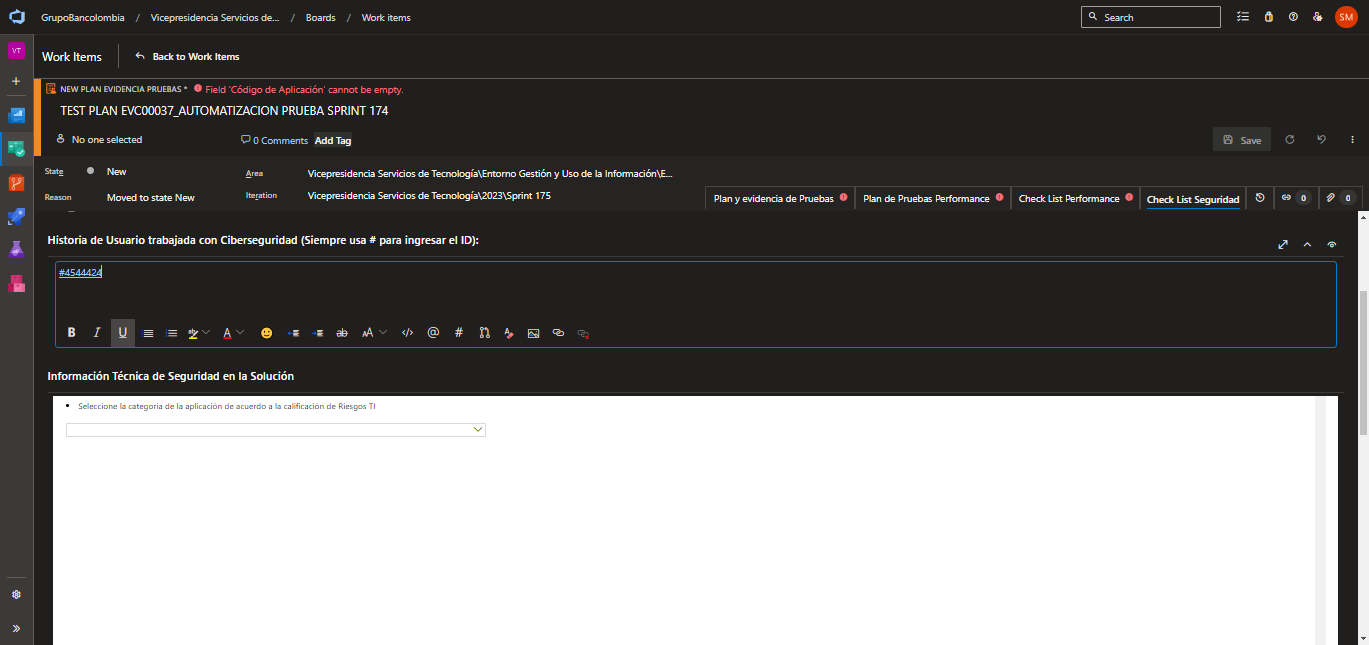 GrupoBancolombia / Vicepresidencia Servicios de... / Boards / Work items
Search
SM
VT
Work Items
Back to Work Items
NEW PLAN EVIDENCIA PRUEBAS * Field 'Código de Aplicación' cannot be empty.
TEST PLAN EVC00037_AUTOMATIZACION PRUEBA SPRINT 174
No one selected
0 Comments
Add Tag
Save
State
New
Area
Vicepresidencia Servicios de Tecnología\Entorno Gestión y Uso de la Información\E...
Reason
Moved to state New
Iteration
Vicepresidencia Servicios de Tecnología\2023\Sprint 175
Plan y evidencia de Pruebas
Plan de Pruebas Performance
Check List Performance
Check List Seguridad
0
0
Historia de Usuario trabajada con Ciberseguridad (Siempre usa # para ingresar el ID):
#4544424
Información Técnica de Seguridad en la Solución
Seleccione la categoria de la aplicación de acuerdo a la calificación de Riesgos TI